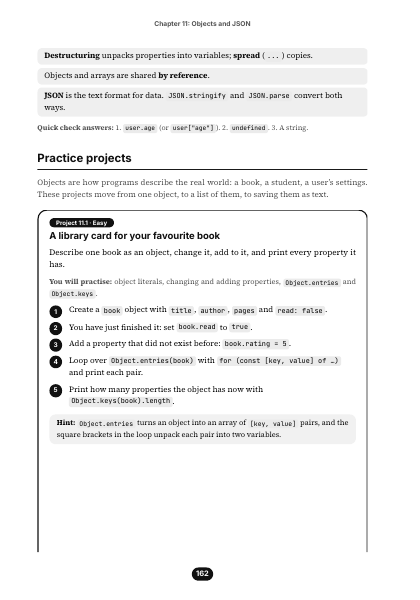 Chapter 11: Objects and JSON
Destructuring unpacks properties into variables; spread (...) copies.
Objects and arrays are shared by reference.
JSON is the text format for data. JSON.stringify and JSON.parse convert both
ways.
Quick check answers: 1. user.age (or user["age"]). 2. undefined. 3. A string.
Practice projects
Objects are how programs describe the real world: a book, a student, a user's settings.
These projects move from one object, to a list of them, to saving them as text.
Project 11.1 · Easy
A library card for your favourite book
Describe one book as an object, change it, add to it, and print every property it
has.
You will practise: object literals, changing and adding properties, Object.entries and
Object.keys.
1 Create a book object with title, author, pages and read: false.
2 You have just finished it: set book.read to true.
3 Add a property that did not exist before: book.rating = 5.
4 Loop over Object.entries(book) with for (const [key, value] of …)
and print each pair.
5 Print how many properties the object has now with
Object.keys(book).length.
Hint: Object.entries turns an object into an array of [key, value] pairs, and the
square brackets in the loop unpack each pair into two variables.
162